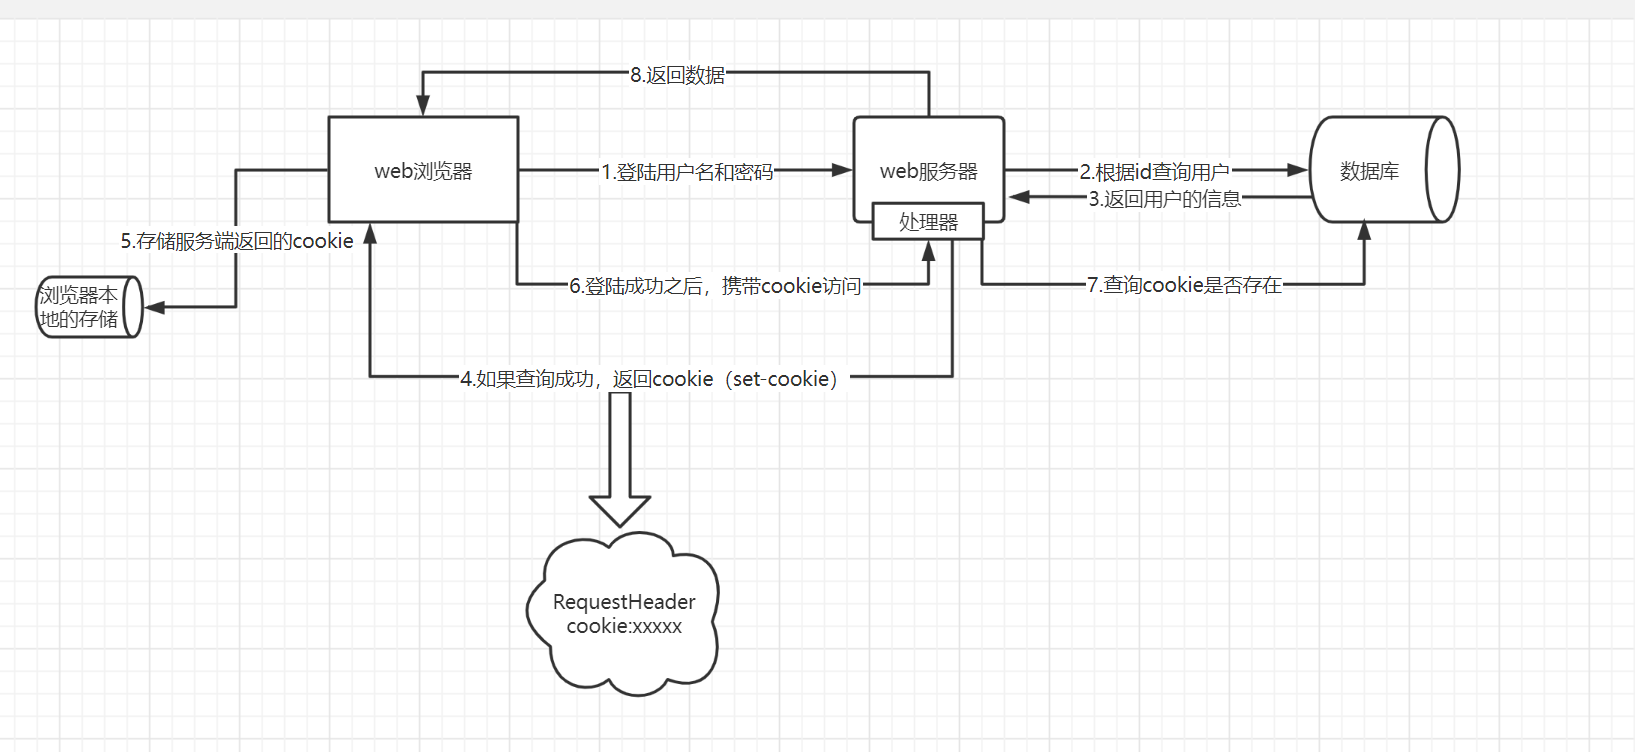 8.返回数据
web浏览器
1.登陆用户名和密码
web服务器
2.根据id查询用户
数据库
3.返回用户的信息
处理器
5.存储服务端返回的cookie
6.登陆成功之后，携带cookie访问
7.查询cookie是否存在
浏览器本
地的存储
4.如果查询成功，返回cookie（set-cookie）
RequestHeader
cookie:xxxxx